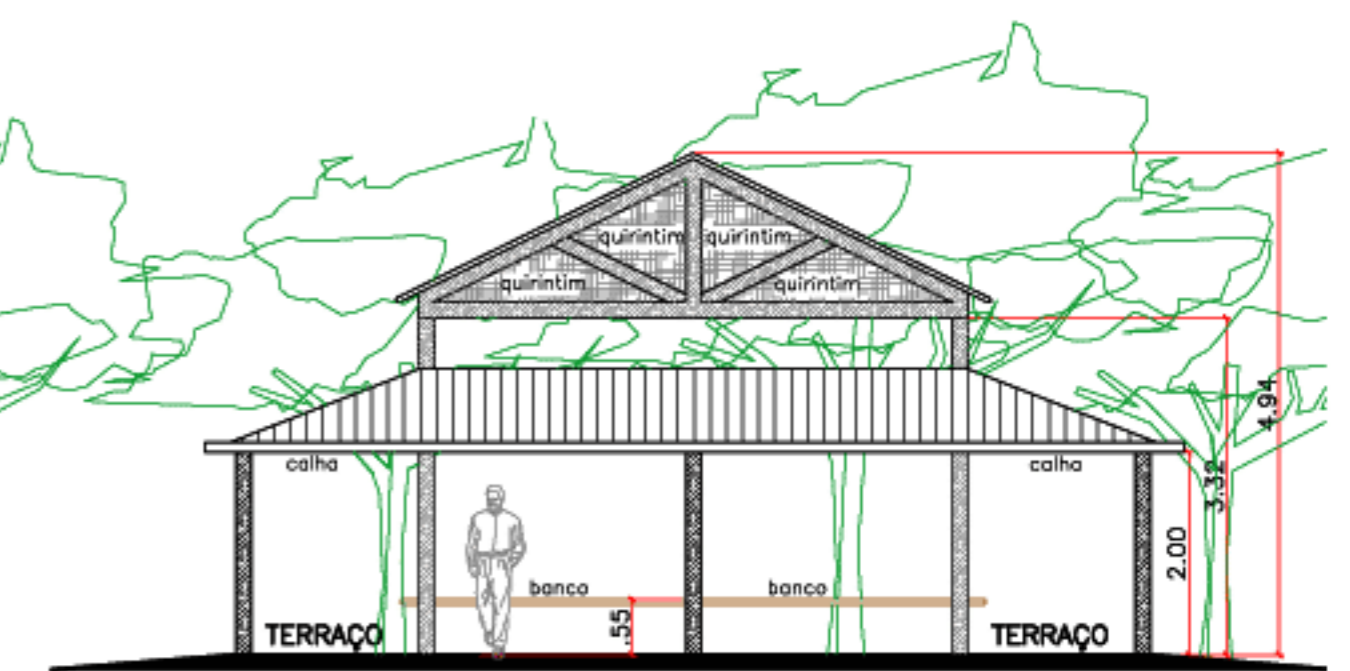 quirintim quirintim
quirintim quirintim
4.94
calha calha
3.32
2.00
banco banco
.55
TERRAÇO TERRAÇO